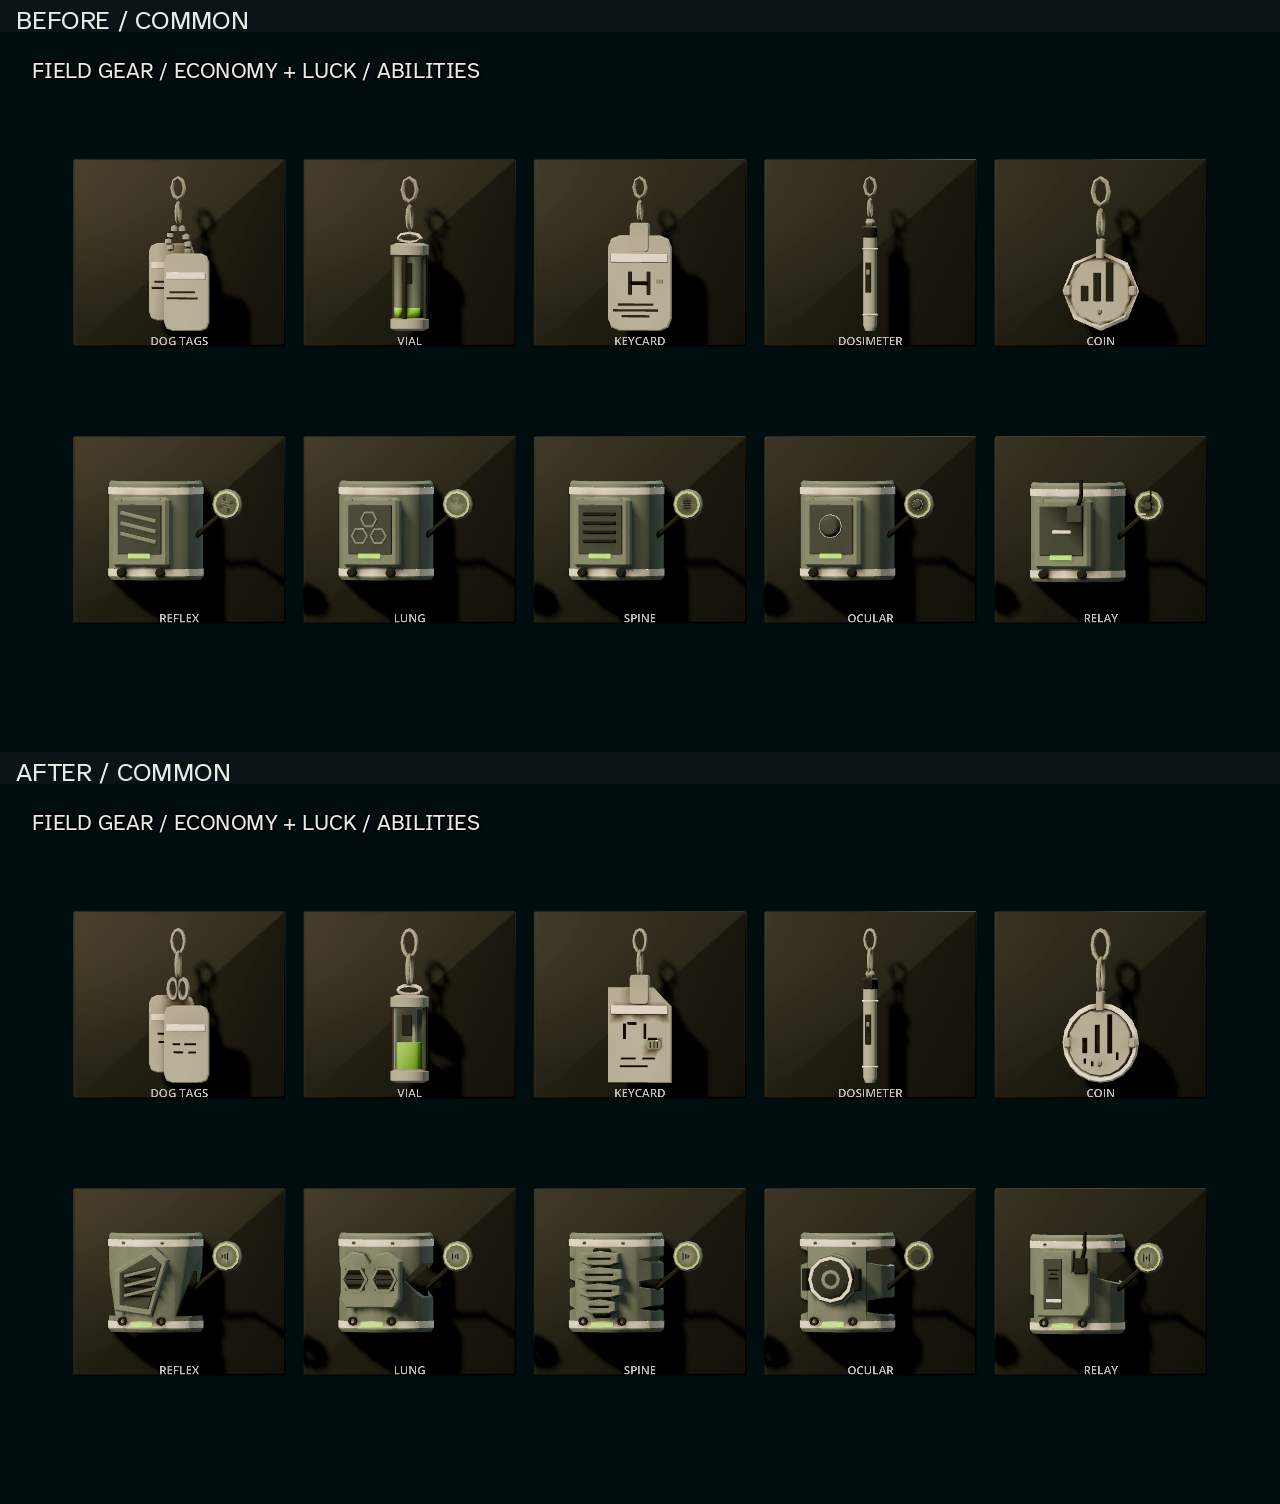 BEFORE / COMMON
FIELD GEAR / ECONOMY + LUCK / ABILITIES
H
DOG TAGS
VIAL
KEYCARD
DOSIMETER
COIN
REFLEX
LUNG
SPINE
OCULAR
RELAY
AFTER / COMMON
FIELD GEAR / ECONOMY + LUCK / ABILITIES
DOG TAGS
VIAL
KEYCARD
DOSIMETER
COIN
REFLEX
LUNG
SPINE
OCULAR
RELAY